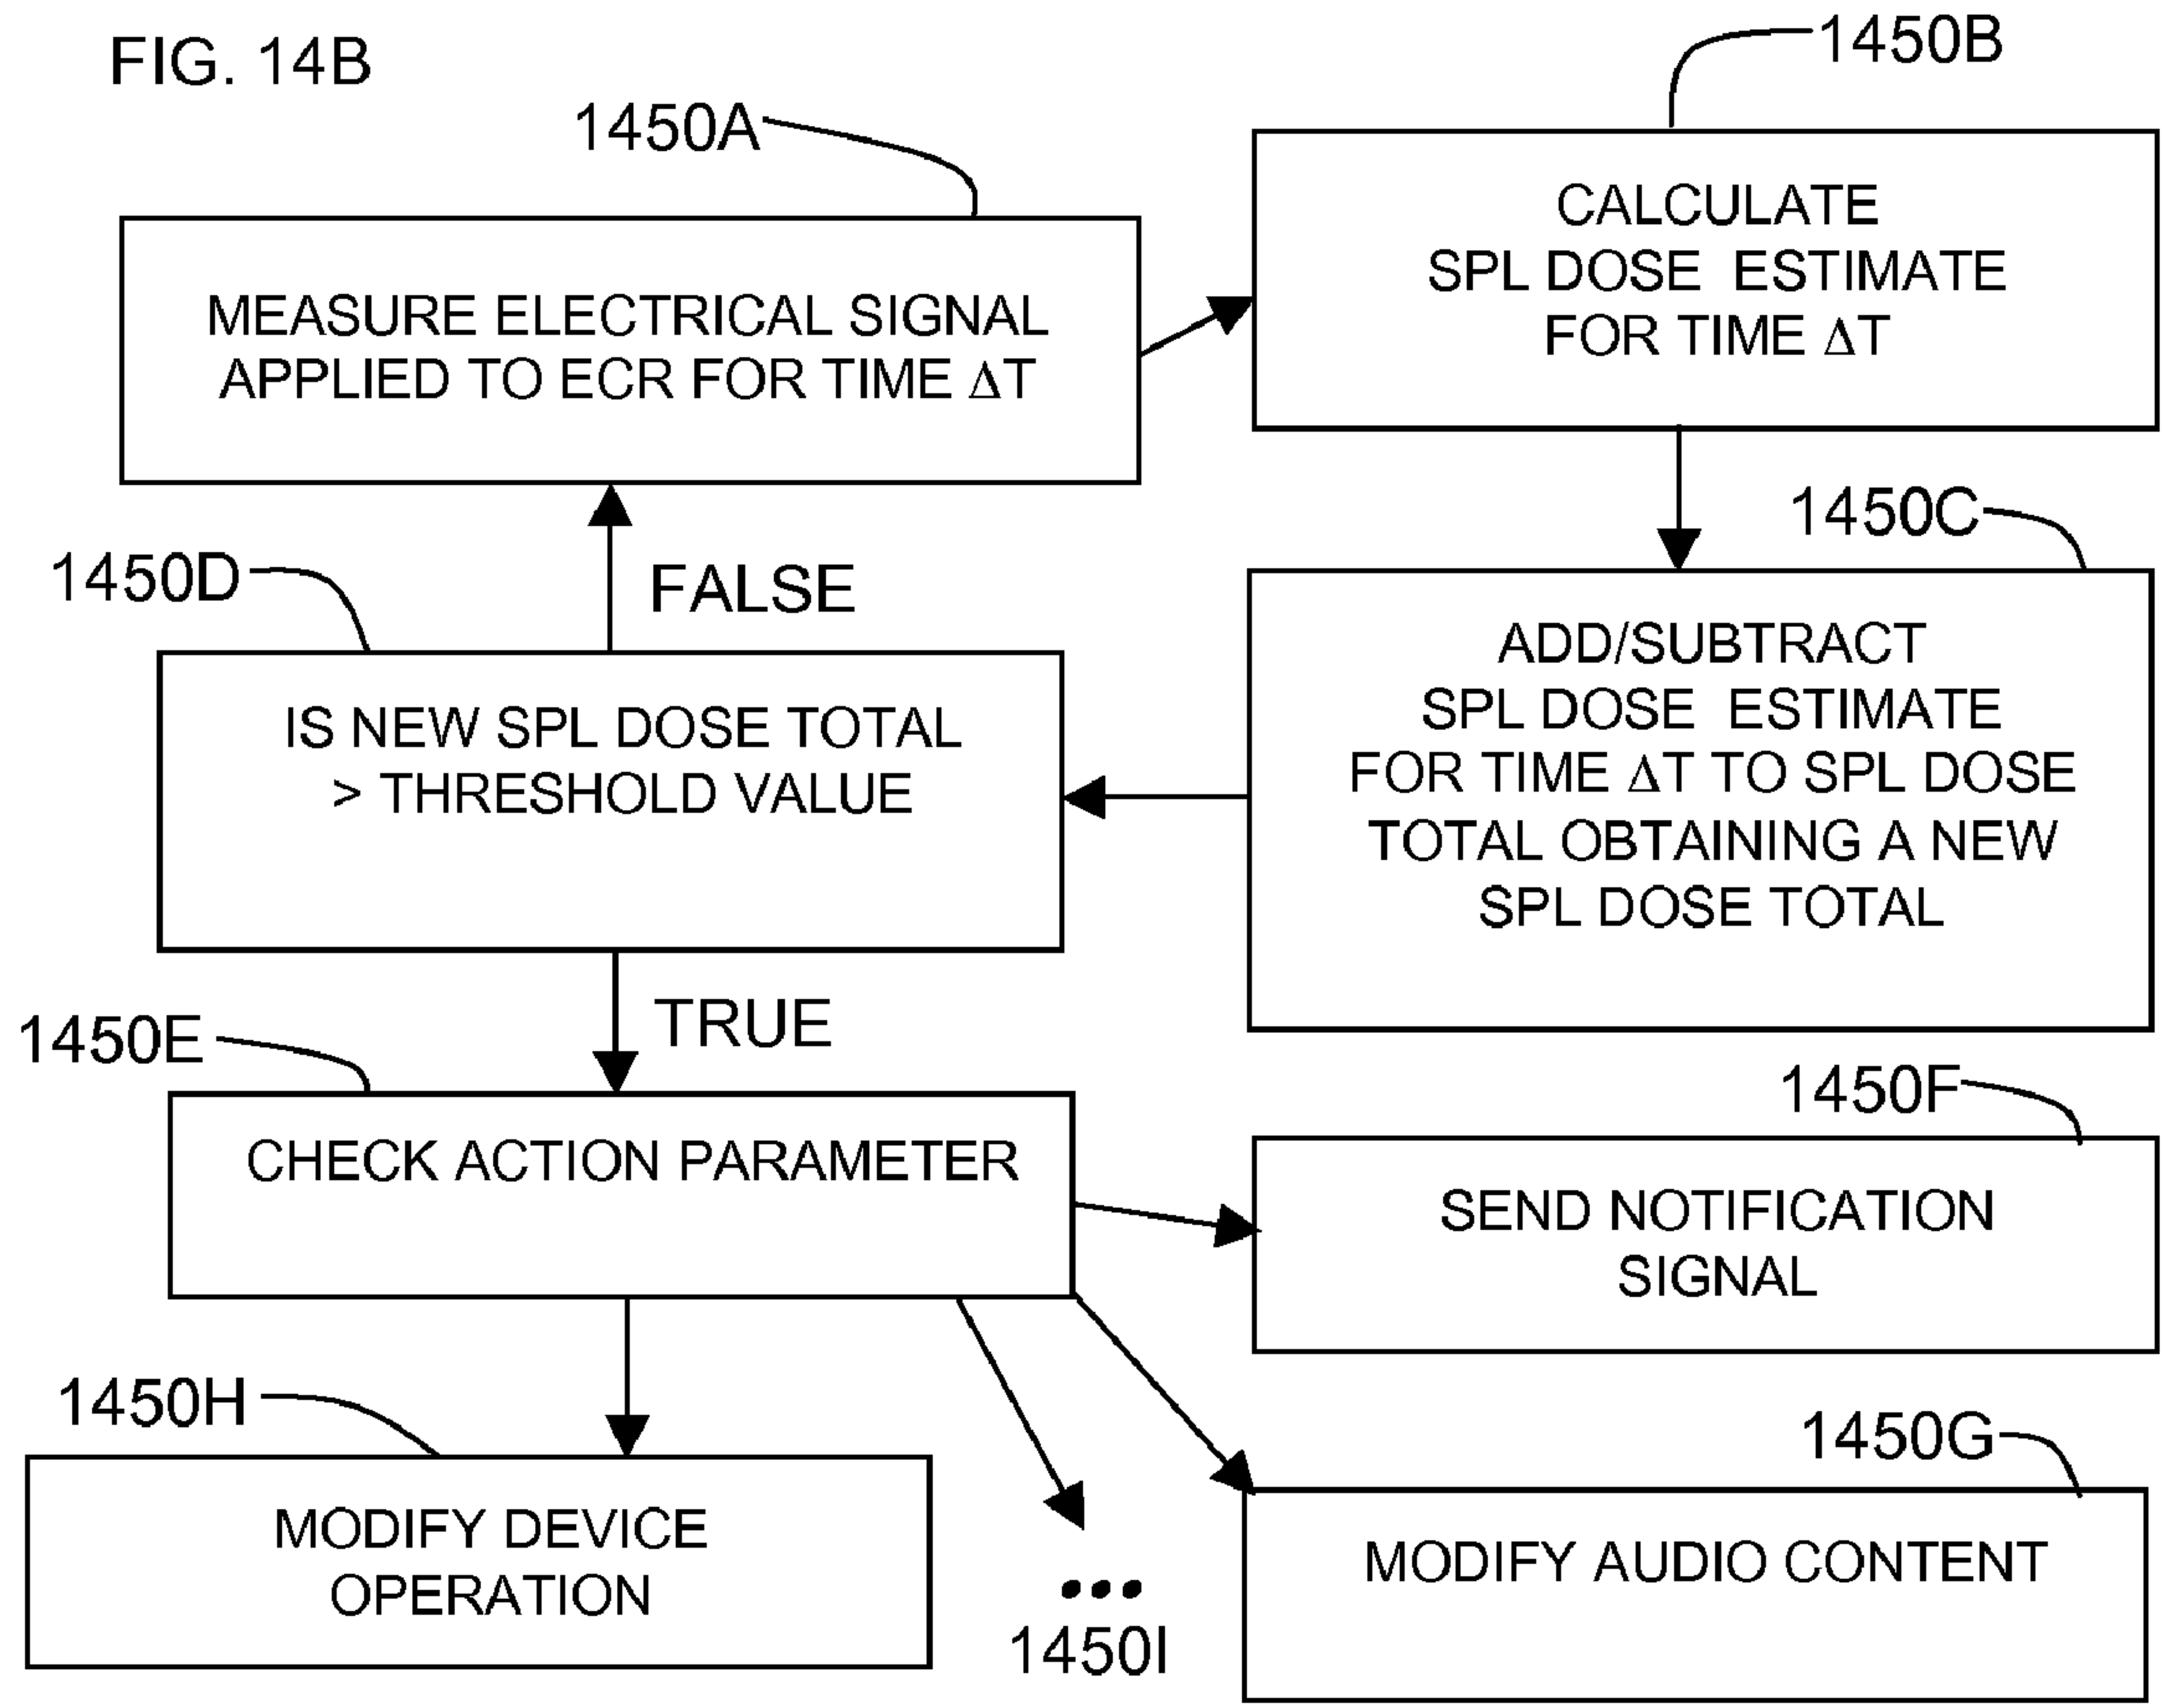 FIG. 14B
1450A
1450B
MEASURE ELECTRICAL SIGNAL
APPLIED TO ECR FOR TIME ΔT
CALCULATE
SPL DOSE ESTIMATE
FOR TIME ΔT
1450C
ADD/SUBTRACT
SPL DOSE ESTIMATE
FOR TIME ΔT TO SPL DOSE
TOTAL OBTAINING A NEW
SPL DOSE TOTAL
1450D
FALSE
IS NEW SPL DOSE TOTAL
> THRESHOLD VALUE
TRUE
1450E
CHECK ACTION PARAMETER
1450F
SEND NOTIFICATION
SIGNAL
1450G
MODIFY AUDIO CONTENT
1450H
MODIFY DEVICE
OPERATION
•••
1450I